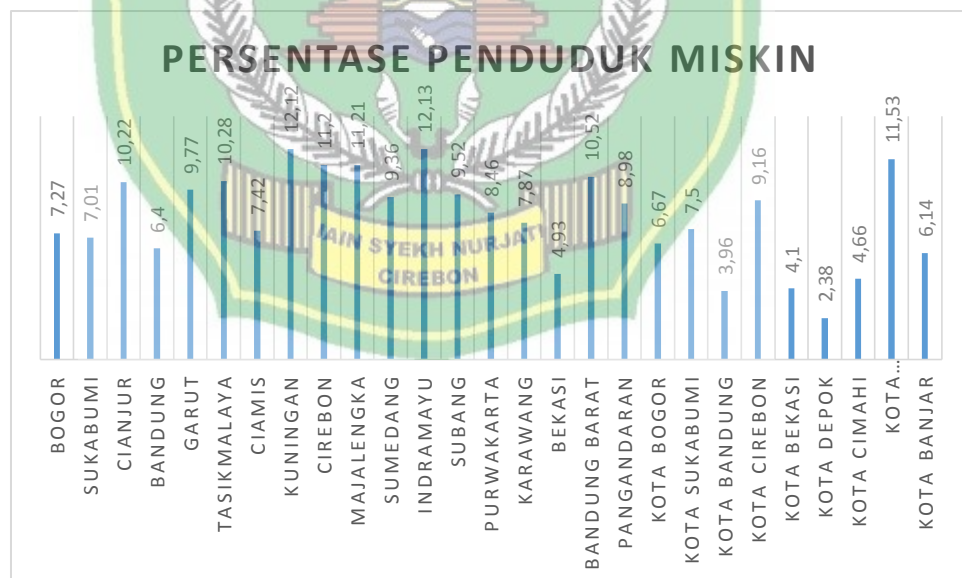 PERSENTASE PENDUDUK MISKIN
7,27
7,01
10,22
6,4
9,77
10,28
7,42
12,12
11,2
11,21
9,36
12,13
9,52
8,46
7,87
4,93
10,52
8,98
6,67
7,5
3,96
9,16
4,1
2,38
4,66
11,53
6,14
IAIN SYEKH NURJATI
CIREBON
BOGOR
SUKABUMI
CIANJUR
BANDUNG
GARUT
TASIKMALAYA
CIAMIS
KUNINGAN
CIREBON
MAJALENGKA
SUMEDANG
INDRAMAYU
SUBANG
PURWAKARTA
KARAWANG
BEKASI
BANDUNG BARAT
PANGANDARAN
KOTA BOGOR
KOTA SUKABUMI
KOTA BANDUNG
KOTA CIREBON
KOTA BEKASI
KOTA DEPOK
KOTA CIMAHI
KOTA…
KOTA BANJAR